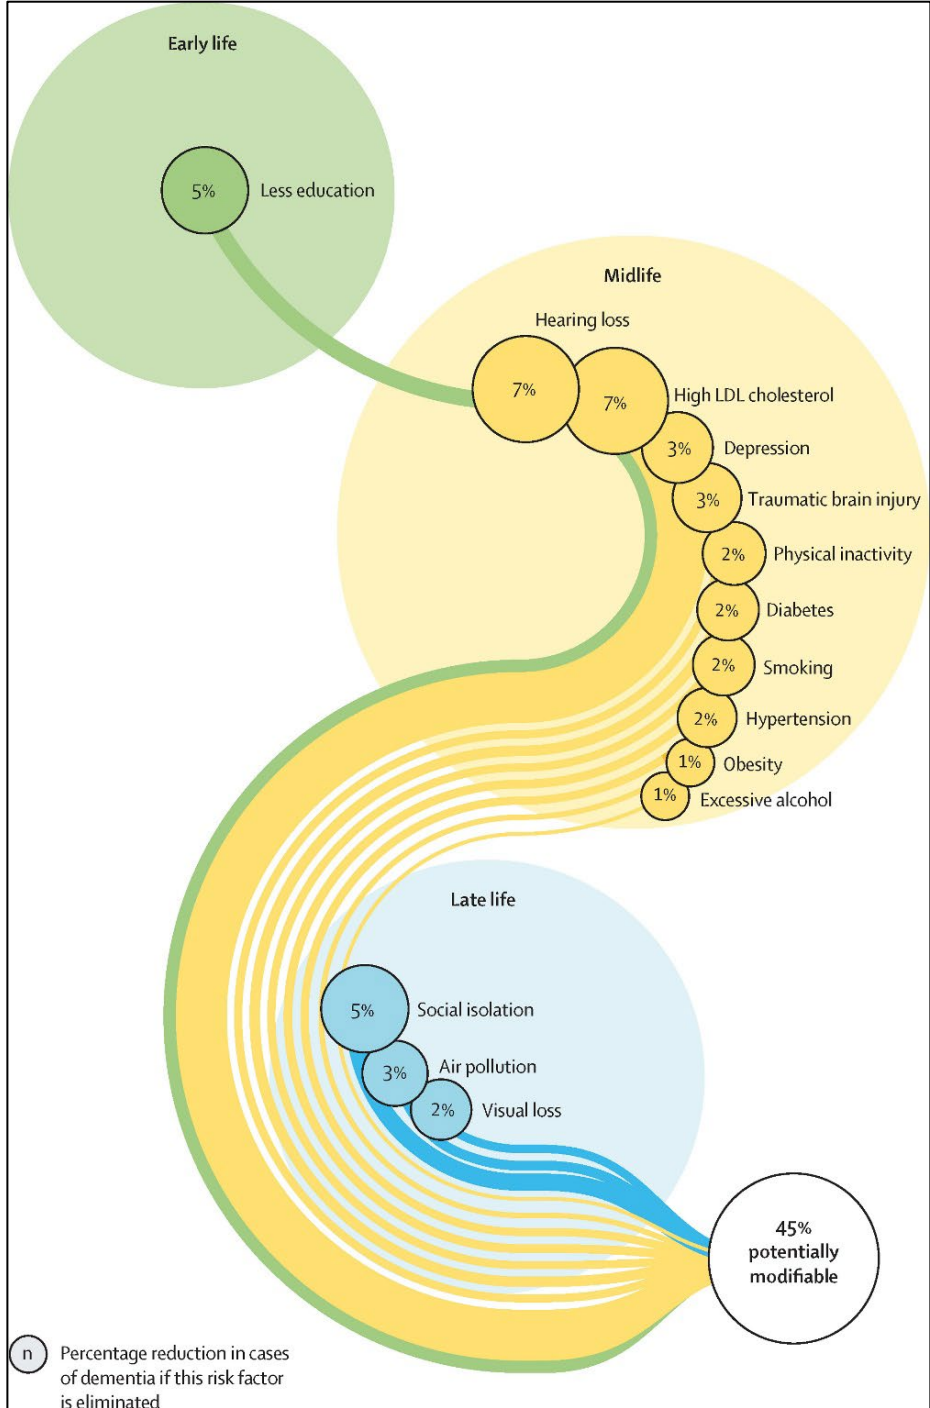 Early life
5%
Less education
Midlife
Hearing loss
7%
7%
High LDL cholesterol
3%
Depression
3%
Traumatic brain injury
2%
Physical inactivity
2%
Diabetes
2%
Smoking
2%
Hypertension
1%
Obesity
1%
Excessive alcohol
Late life
5%
Social isolation
3%
Air pollution
2%
Visual loss
45%
potentially
modifiable
n
Percentage reduction in cases
of dementia if this risk factor
is eliminated